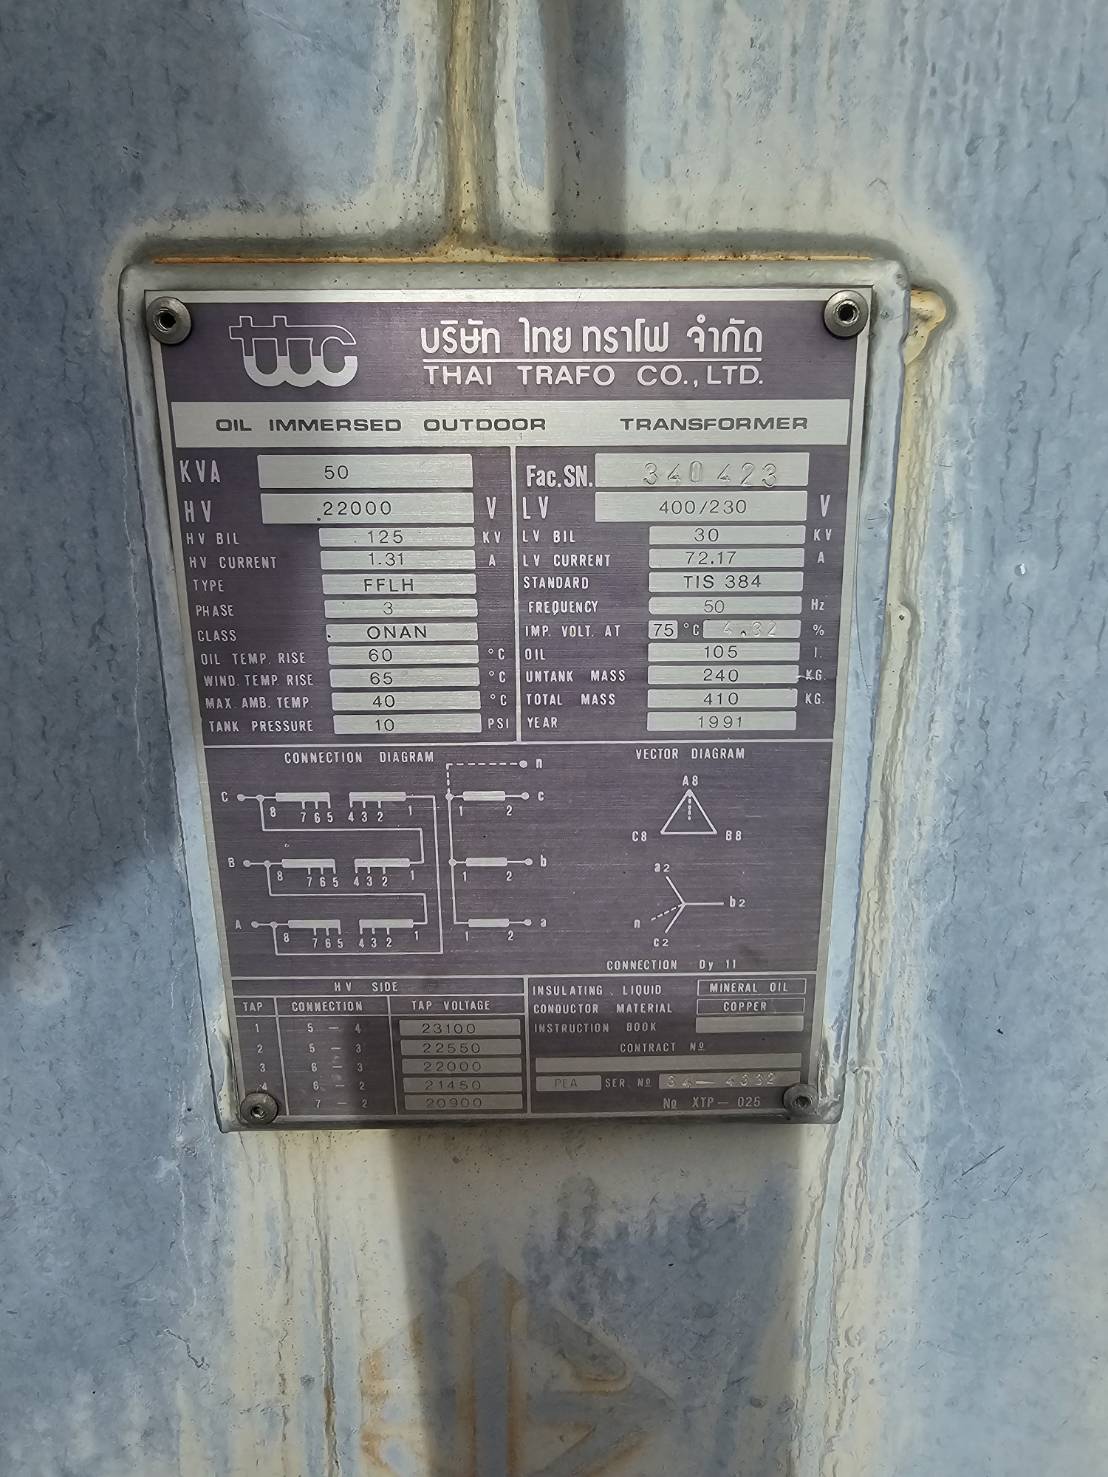 ttc
บริษัท ไทย ทราโฟ จำกัด
THAI TRAFO CO., LTD.
OIL IMMERSED OUTDOOR TRANSFORMER
KVA 50 Fac. SN. 340423
HV 22000 V LV 400/230 V
HV BIL 125 KV LV BIL 30 KV
HV CURRENT 1.31 A LV CURRENT 72.17 A
TYPE FFLH STANDARD TIS 384
PHASE 3 FREQUENCY 50 Hz
CLASS ONAN IMP. VOLT. AT 75 °C 4.32 %
OIL TEMP. RISE 60 °C OIL 105 l.
WIND. TEMP. RISE 65 °C UNTANK MASS 240 KG.
MAX. AMB. TEMP. 40 °C TOTAL MASS 410 KG.
TANK PRESSURE 10 PSI YEAR 1991
CONNECTION DIAGRAM VECTOR DIAGRAM
n
C 8 7 6 5 4 3 2 1 1 2 c
B 8 7 6 5 4 3 2 1 1 2 b
A 8 7 6 5 4 3 2 1 1 2 a
A8
C8 B8
a2
b2
n
c2
CONNECTION Dy 11
HV SIDE
TAP CONNECTION TAP VOLTAGE
1 5 - 4 23100
2 5 - 3 22550
3 6 - 3 22000
4 6 - 2 21450
7 - 2 20900
INSULATING LIQUID MINERAL OIL
CONDUCTOR MATERIAL COPPER
INSTRUCTION BOOK
CONTRACT Nº
PEA SER. Nº 34-4332
Nº XTP-025